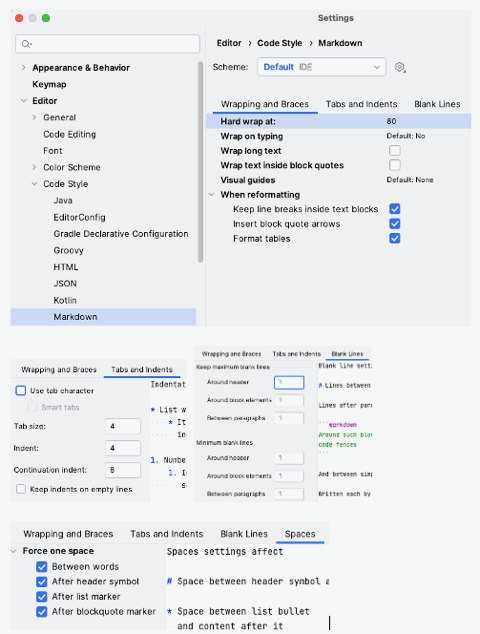 Settings
Editor › Code Style › Markdown
Scheme: Default IDE
Appearance & Behavior
Keymap
Editor
General
Code Editing
Font
Color Scheme
Code Style
Java
EditorConfig
Gradle Declarative Configuration
Groovy
HTML
JSON
Kotlin
Markdown
Wrapping and Braces Tabs and Indents Blank Lines
Hard wrap at: 80
Wrap on typing Default: No
Wrap long text
Wrap text inside block quotes
Visual guides Default: None
When reformatting
Keep line breaks inside text blocks
Insert block quote arrows
Format tables
Wrapping and Braces Tabs and Indents
Use tab character
Smart tabs
Tab size: 4
Indent: 4
Continuation indent: 8
Keep indents on empty lines
Indentat
* List w
* It
in
1. Numbe
1. I
s
Wrapping and Braces Tabs and Indents Blank Lines
Keep maximum blank lines
Around header 1
Around block elements 1
Between paragraphs 1
Minimum blank lines
Around header 1
Around block elements 1
Between paragraphs 1
Blank line sett
# Lines between
Lines after par
```markdown
Around such blo
code fences
```
And between sim
Written each by
Wrapping and Braces Tabs and Indents Blank Lines Spaces
Force one space
Between words
After header symbol
After list marker
After blockquote marker
Spaces settings affect
# Space between header symbol a
* Space between list bullet
and content after it